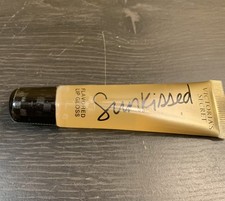 FLAVORED
LIP GLOSS
Sunkissed
VICTORIA'S
SECRET